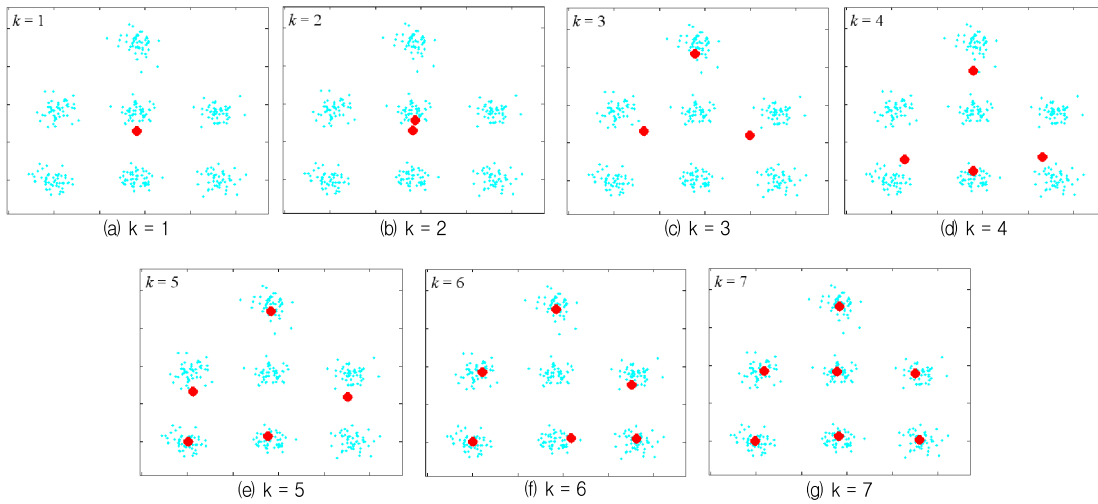 k = 1
k = 2
k = 3
k = 4
(a) k = 1
(b) k = 2
(c) k = 3
(d) k = 4
k = 5
k = 6
k = 7
(e) k = 5
(f) k = 6
(g) k = 7